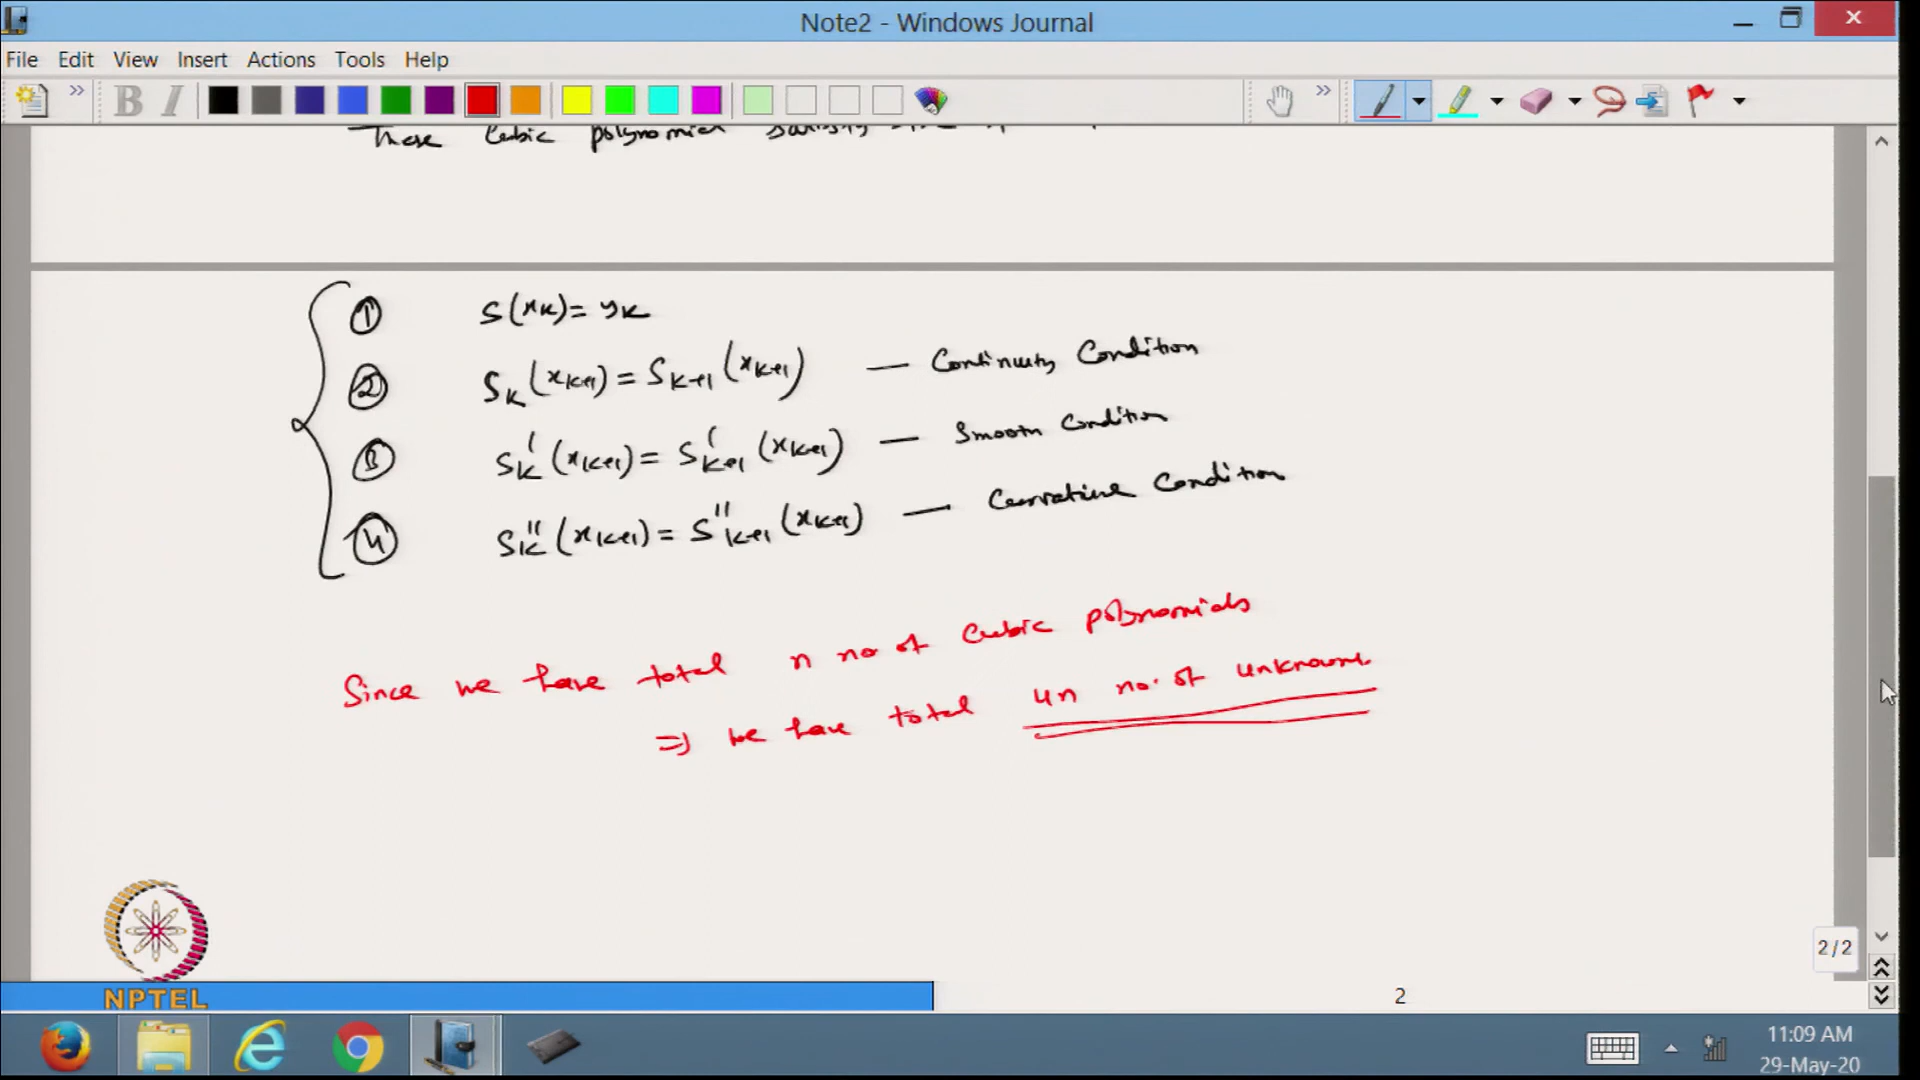 Note2 - Windows Journal
File Edit View Insert Actions Tools Help
B I
These Cubic polynomial
① S(xₖ) = yₖ
② Sₖ(xₖ₊₁) = Sₖ₊₁(xₖ₊₁) — Continuity Condition
③ Sₖ'(xₖ₊₁) = S'ₖ₊₁(xₖ₊₁) — Smooth Condition
④ Sₖ''(xₖ₊₁) = S''ₖ₊₁(xₖ₊₁) — Curvature Condition
Since we have total n no of Cubic polynomials
⇒ we have total 4n no. of unknowns.
2/2
NPTEL
2
11:09 AM
29-May-20